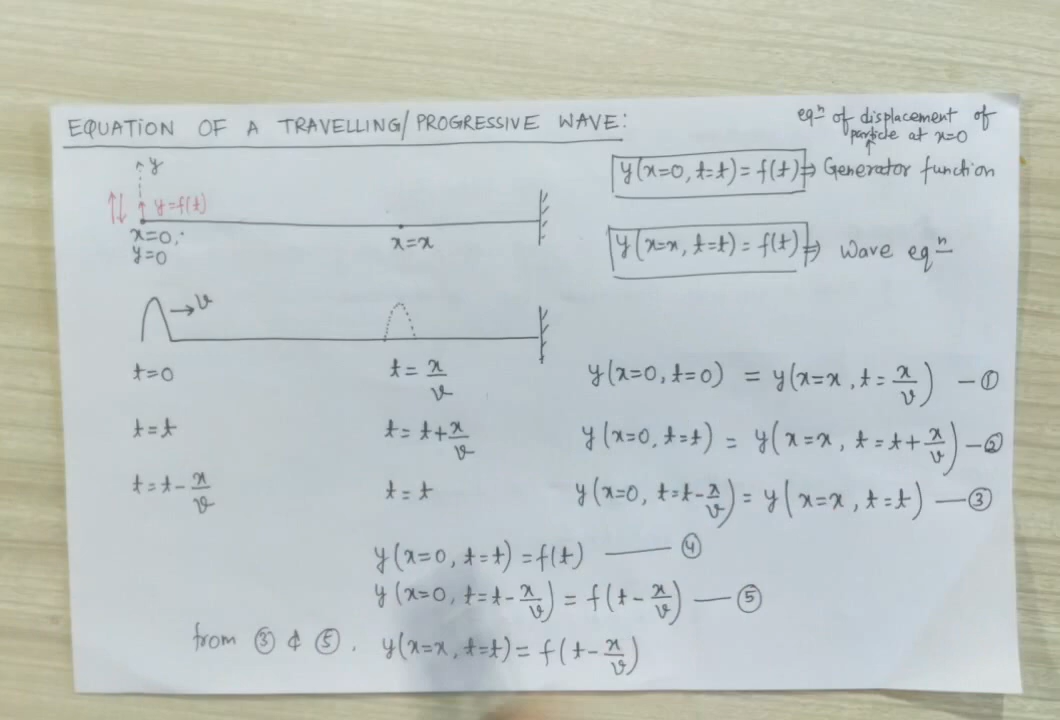 EQUATION OF A TRAVELLING/PROGRESSIVE WAVE:
eqⁿ of displacement of
particle at x=0
y
y=f(t)
x=0,
y=0
x=x
y(x=0, t=t) = f(t) ⇒ Generator function
y(x=x, t=t) = f(t) ⇒ Wave eqⁿ
→v
t=0
t = x/v
y(x=0, t=0) = y(x=x, t = x/v) — ①
t=t
t = t+x/v
y(x=0, t=t) = y(x=x, t = t + x/v) — ②
t = t - x/v
t = t
y(x=0, t=t-x/v) = y(x=x, t=t) — ③
y(x=0, t=t) = f(t) — ④
y(x=0, t=t-x/v) = f(t-x/v) — ⑤
from ③ & ⑤, y(x=x, t=t) = f(t-x/v)